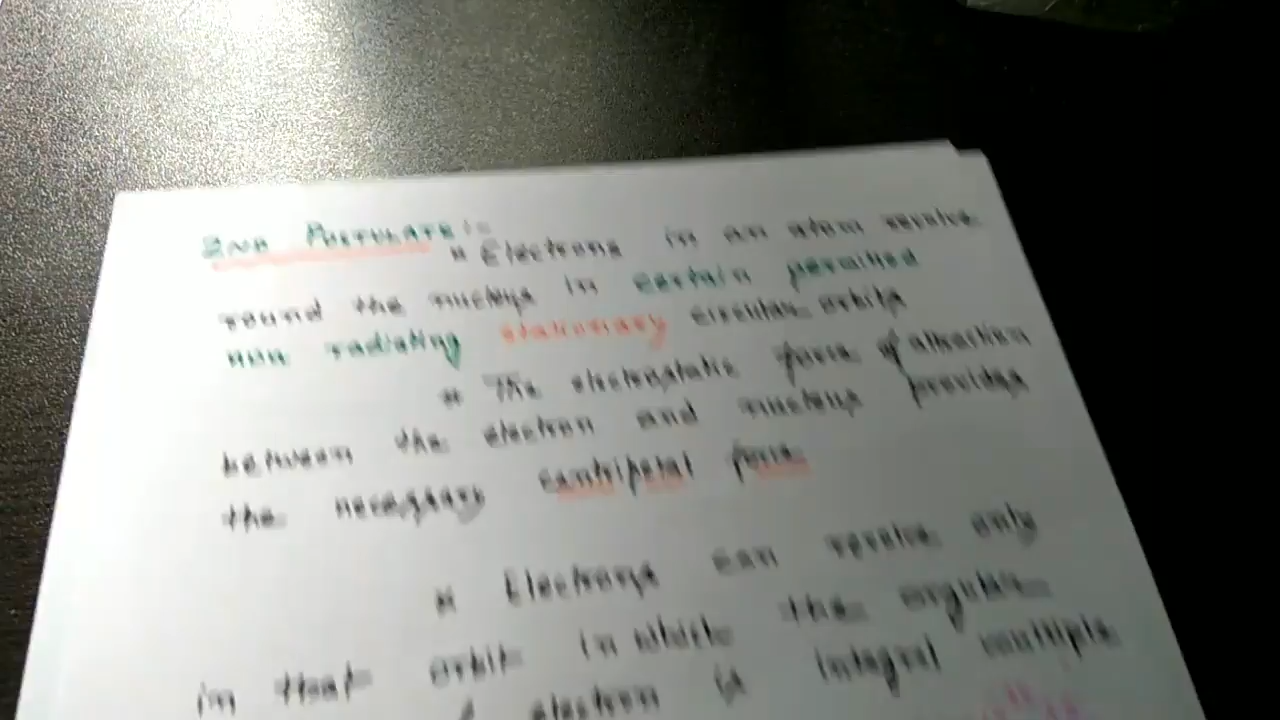 2ND POSTULATE :-
* Electrons in an atom revolve
round the nucleus in certain permitted
non radiating stationary circular orbits
* The electrostatic force of attraction
between the electron and nucleus provides
the necessary centripetal force
* Electrons can revolve only
in that orbit in which the angular
electron is integral multiple